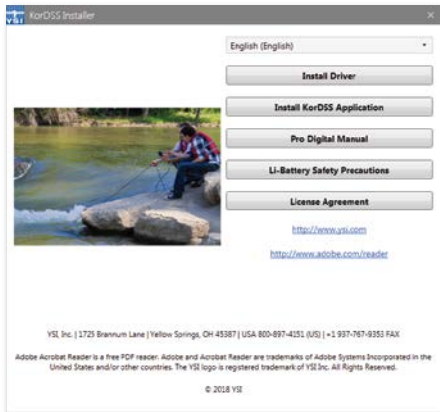 YSI
KorDSS Installer
English (English)
Install Driver
Install KorDSS Application
Pro Digital Manual
Li-Battery Safety Precautions
License Agreement
http://www.ysi.com
http://www.adobe.com/reader
YSI, Inc. | 1725 Brannum Lane | Yellow Springs, OH 45387 | USA 800-897-4151 (US) | +1 937-767-9353 FAX
Adobe Acrobat Reader is a free PDF reader. Adobe and Acrobat Reader are trademarks of Adobe Systems Incorporated in the
United States and/or other countries. The YSI logo is registered trademark of YSI Inc. All Rights Reserved.
© 2018 YSI